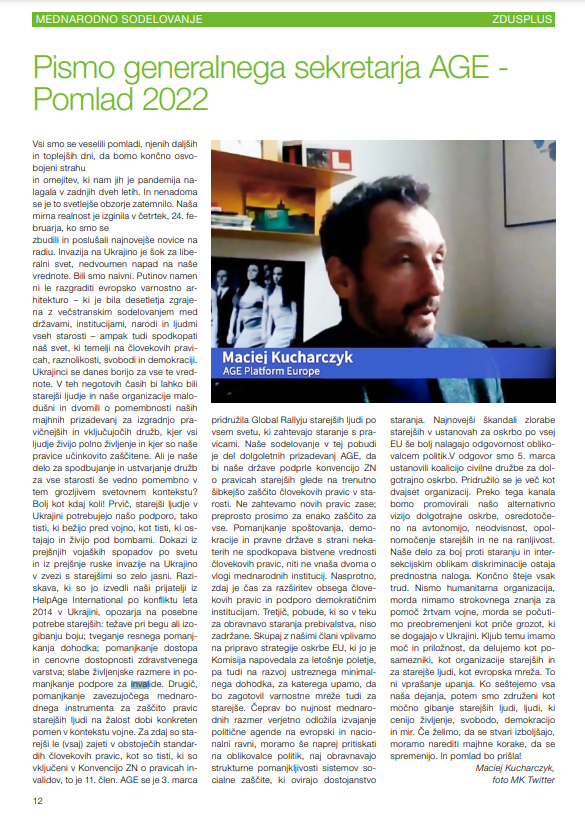 MEDNARODNO SODELOVANJE
ZDUSPLUS
Pismo generalnega sekretarja AGE -
Pomlad 2022
Vsi smo se veselili pomladi, njenih daljših
in toplejših dni, da bomo končno osvo-
bojeni strahu
in omejitev, ki nam jih je pandemija na-
lagala v zadnjih dveh letih. In nenadoma
se je to svetlejše obzorje zatemnilo. Naša
mirna realnost je izginila v četrtek, 24. fe-
bruarja, ko smo se
zbudili in poslušali najnovejše novice na
radiu. Invazija na Ukrajino je šok za libe-
ralni svet, nedvoumen napad na naše
vrednote. Bili smo naivni. Putinov namen
ni le razgraditi evropsko varnostno ar-
hitekturo – ki je bila desetletja zgraje-
na z večstranskim sodelovanjem med
državami, institucijami, narodi in ljudmi
vseh starosti – ampak tudi spodkopati
naš svet, ki temelji na človekovih pravi-
cah, raznolikosti, svobodi in demokraciji.
Ukrajinci se danes borijo za vse te vred-
note. V teh negotovih časih bi lahko bili
starejši ljudje in naše organizacije malo-
dušni in dvomili o pomembnosti naših
majhnih prizadevanj za izgradnjo pra-
vičnejših in vključujočih družb, kjer vsi
ljudje živijo polno življenje in kjer so naše
pravice učinkovito zaščitene. Ali je naše
delo za spodbujanje in ustvarjanje družb
za vse starosti še vedno pomembno v
tem grozljivem svetovnem kontekstu?
Bolj kot kdaj koli! Prvič, starejši ljudje v
Ukrajini potrebujejo našo podporo, tako
tisti, ki bežijo pred vojno, kot tisti, ki os-
tajajo in živijo pod bombami. Dokazi iz
prejšnjih vojaških spopadov po svetu
in iz prejšnje ruske invazije na Ukrajino
v zvezi s starejšimi so zelo jasni. Razi-
skava, ki so jo izvedli naši prijatelji iz
HelpAge International po konfliktu leta
2014 v Ukrajini, opozarja na posebne
potrebe starejših: težave pri begu ali izo-
gibanju boju; tveganje resnega pomanj-
kanja dohodka; pomanjkanje dostopa
in cenovne dostopnosti zdravstvenega
varstva; slabe življenjske razmere in po-
manjkanje podpore za invalide. Drugič,
pomanjkanje zavezujočega mednarod-
nega instrumenta za zaščito pravic
starejših ljudi na žalost dobi konkreten
pomen v kontekstu vojne. Za zdaj so sta-
rejši le (vsaj) zajeti v obstoječih standar-
dih človekovih pravic, kot so tisti, ki so
vključeni v Konvencijo ZN o pravicah in-
validov, to je 11. člen. AGE se je 3. marca
Maciej Kucharczyk
AGE Platform Europe
pridružila Global Rallyju starejših ljudi po
vsem svetu, ki zahtevajo staranje s pra-
vicami. Naše sodelovanje v tej pobudi
je del dolgoletnih prizadevanj AGE, da
bi naše države podprle konvencijo ZN
o pravicah starejših glede na trenutno
šibkejšo zaščito človekovih pravic v sta-
rosti. Ne zahtevamo novih pravic zase;
preprosto prosimo za enako zaščito za
vse. Pomanjkanje spoštovanja, demo-
kracije in pravne države s strani neka-
terih ne spodkopava bistvene vrednosti
človekovih pravic, niti ne vnaša dvoma o
vlogi mednarodnih institucij. Nasprotno,
zdaj je čas za razširitev obsega člove-
kovih pravic in podporo demokratičnim
institucijam. Tretjič, pobude, ki so v teku
za obravnavo staranja prebivalstva, niso
zadržane. Skupaj z našimi člani vplivamo
na pripravo strategije oskrbe EU, ki jo je
Komisija napovedala za letošnje poletje,
pa tudi na razvoj ustreznega minimal-
nega dohodka, za katerega upamo, da
bo zagotovil varnostne mreže tudi za
starejše. Čeprav bo nujnost mednarod-
nih razmer verjetno odložila izvajanje
politične agende na evropski in nacio-
nalni ravni, moramo še naprej pritiskati
na oblikovalce politik, naj obravnavajo
strukturne pomanjkljivosti sistemov so-
cialne zaščite, ki ovirajo dostojanstvo
staranja. Najnovejši škandali zlorabe
starejših v ustanovah za oskrbo po vsej
EU še bolj nalagajo odgovornost obliko-
valcem politik.V odgovor smo 5. marca
ustanovili koalicijo civilne družbe za dol-
gotrajno oskrbo. Pridružilo se je več kot
dvajset organizacij. Preko tega kanala
bomo promovirali našo alternativno
vizijo dolgotrajne oskrbe, osredotoče-
no na avtonomijo, neodvisnost, opol-
nomočenje starejših in ne na ranljivost.
Naše delo za boj proti staranju in inter-
sekcijskim oblikam diskriminacije ostaja
prednostna naloga. Končno šteje vsak
trud. Nismo humanitarna organizacija,
morda nimamo strokovnega znanja za
pomoč žrtvam vojne, morda se počuti-
mo preobremenjeni kot priče grozot, ki
se dogajajo v Ukrajini. Kljub temu imamo
moč in priložnost, da delujemo kot po-
samezniki, kot organizacije starejših in
za starejše ljudi, kot evropska mreža. To
ni vprašanje upanja. Ko seštejemo vsa
naša dejanja, potem smo združeni kot
močno gibanje starejših ljudi, ljudi, ki
cenijo življenje, svobodo, demokracijo
in mir. Če želimo, da se stvari izboljšajo,
moramo narediti majhne korake, da se
spremenijo. In pomlad bo prišla!
Maciej Kucharczyk,
foto MK Twitter
12